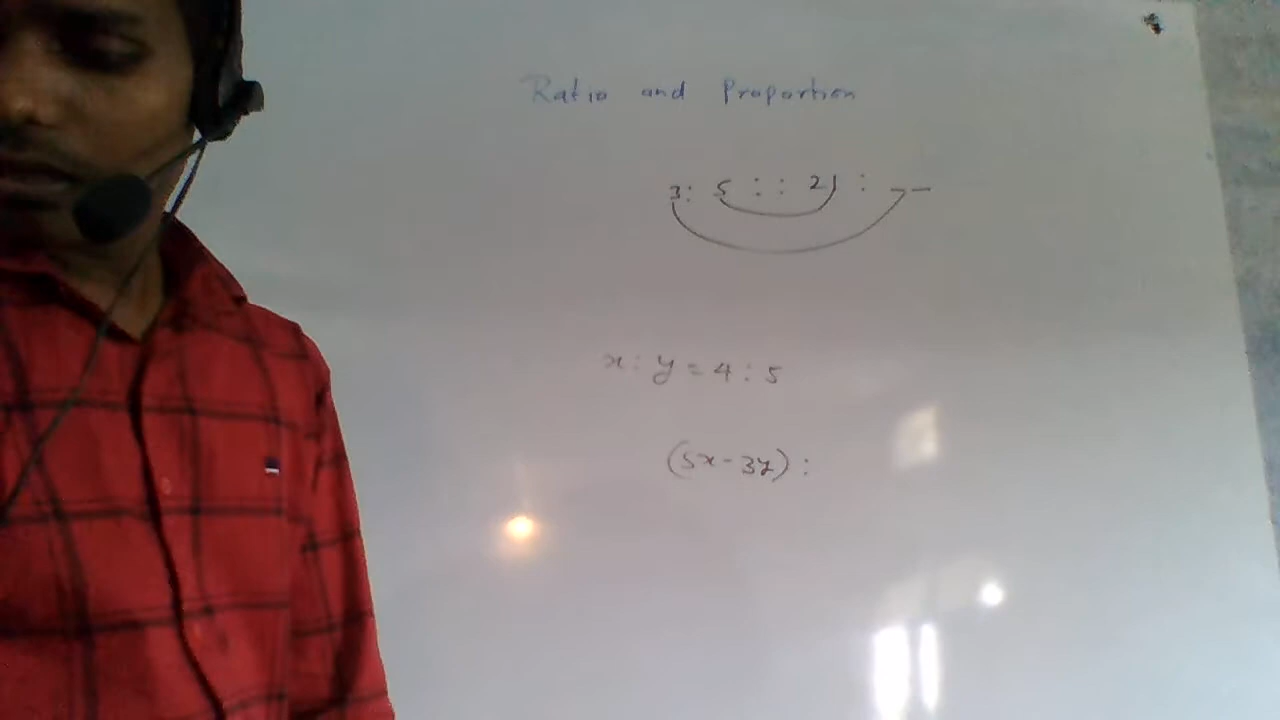 Ratio and Proportion
3: 5 :: 21 : --
x : y = 4 : 5
(5x - 3y) :